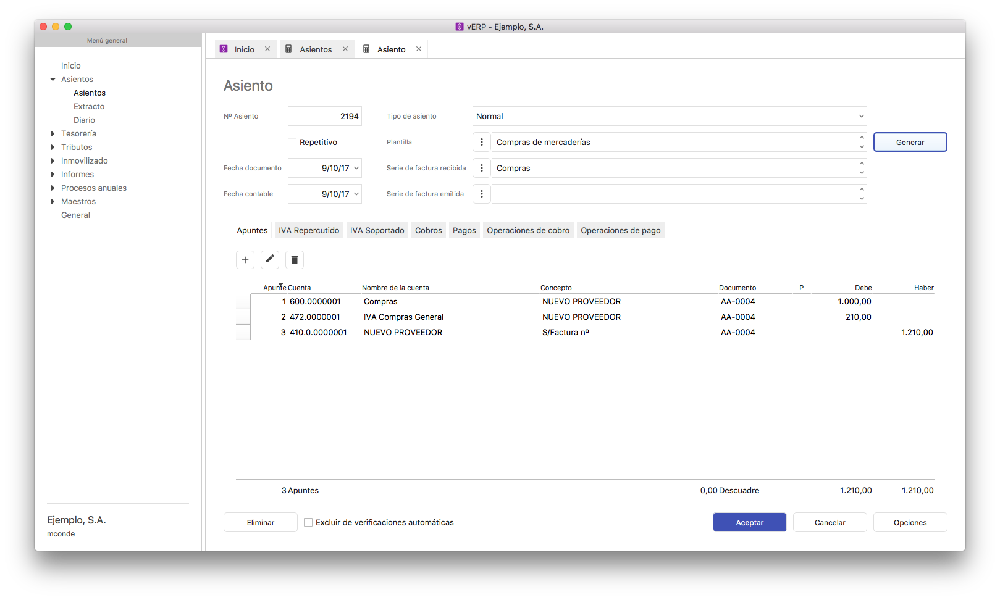 vERP - Ejemplo, S.A.
Menú general
Inicio
Asientos
Asientos
Extracto
Diario
Tesorería
Tributos
Inmovilizado
Informes
Procesos anuales
Maestros
General
Ejemplo, S.A.
mconde
Inicio Asientos Asiento
Asiento
Nº Asiento 2194 Tipo de asiento Normal
Repetitivo Plantilla Compras de mercaderías Generar
Fecha documento 9/10/17 Serie de factura recibida Compras
Fecha contable 9/10/17 Serie de factura emitida
Apuntes IVA Repercutido IVA Soportado Cobros Pagos Operaciones de cobro Operaciones de pago
Apunte Cuenta Nombre de la cuenta Concepto Documento P Debe Haber
1 600.0000001 Compras NUEVO PROVEEDOR AA-0004 1.000,00
2 472.0000001 IVA Compras General NUEVO PROVEEDOR AA-0004 210,00
3 410.0.0000001 NUEVO PROVEEDOR S/Factura nº AA-0004 1.210,00
3 Apuntes 0,00 Descuadre 1.210,00 1.210,00
Eliminar Excluir de verificaciones automáticas Aceptar Cancelar Opciones